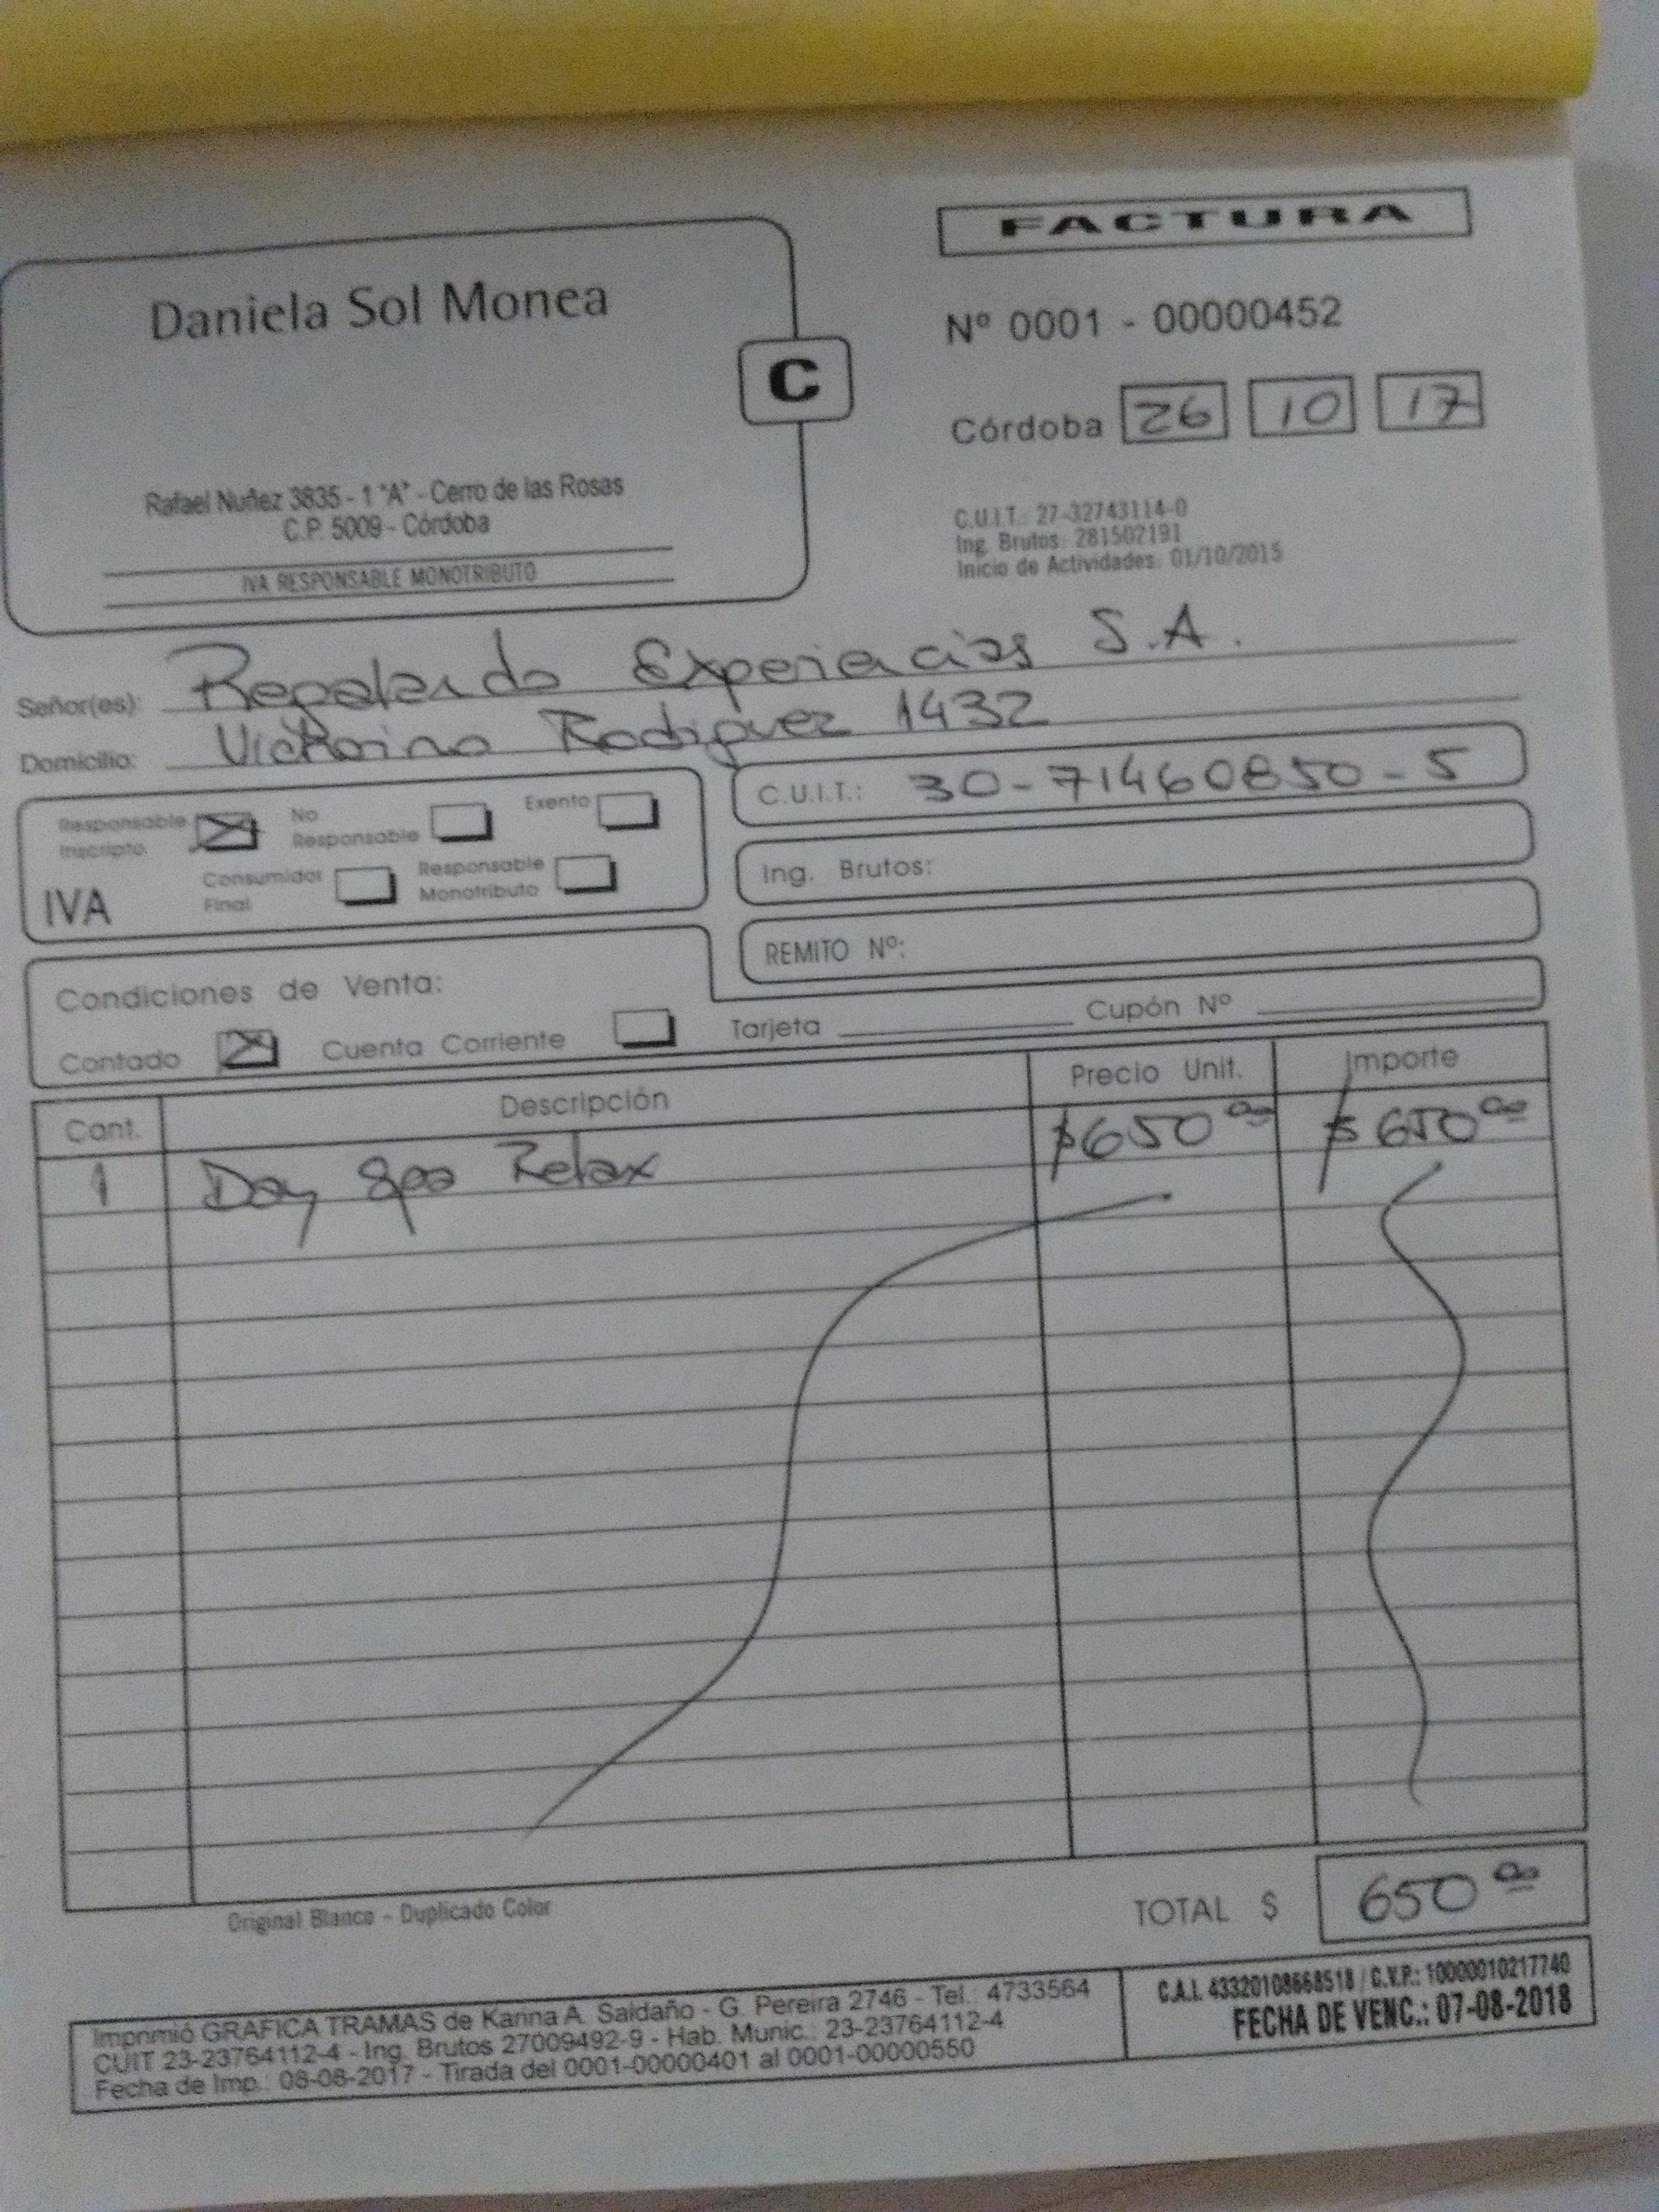 FACTURA
Daniela Sol Monea
C
Nº 0001 - 00000452
Córdoba 26 10 17
Rafael Nuñez 3835 - 1 "A" - Cerro de las Rosas
C.P. 5009 - Córdoba
IVA RESPONSABLE MONOTRIBUTO
C.U.I.T.: 27-32743114-0
Ing. Brutos: 281502191
Inicio de Actividades: 01/10/2015
Señor(es): Regalando Experiencias S.A.
Domicilio: Victorino Rodriguez 1432
IVA
Responsable Inscripto
No Responsable
Exento
Consumidor Final
Responsable Monotributo
C.U.I.T.: 30-71460850-5
Ing. Brutos:
REMITO Nº:
Condiciones de Venta:
Contado Cuenta Corriente Tarjeta Cupón Nº
Cant. Descripción Precio Unit. Importe
1 Day Spa Relax $650 00 $650 00
Original Blanco - Duplicado Color
TOTAL $ 650 00
Imprimió GRAFICA TRAMAS de Karina A. Saldaño - G. Pereira 2746 - Tel.: 4733564
CUIT 23-23764112-4 - Ing. Brutos 27009492-9 - Hab. Munic.: 23-23764112-4
Fecha de Imp.: 08-08-2017 - Tirada del 0001-00000401 al 0001-00000550
C.A.I. 43320108668518 / C.V.P.: 10000010217740
FECHA DE VENC.: 07-08-2018